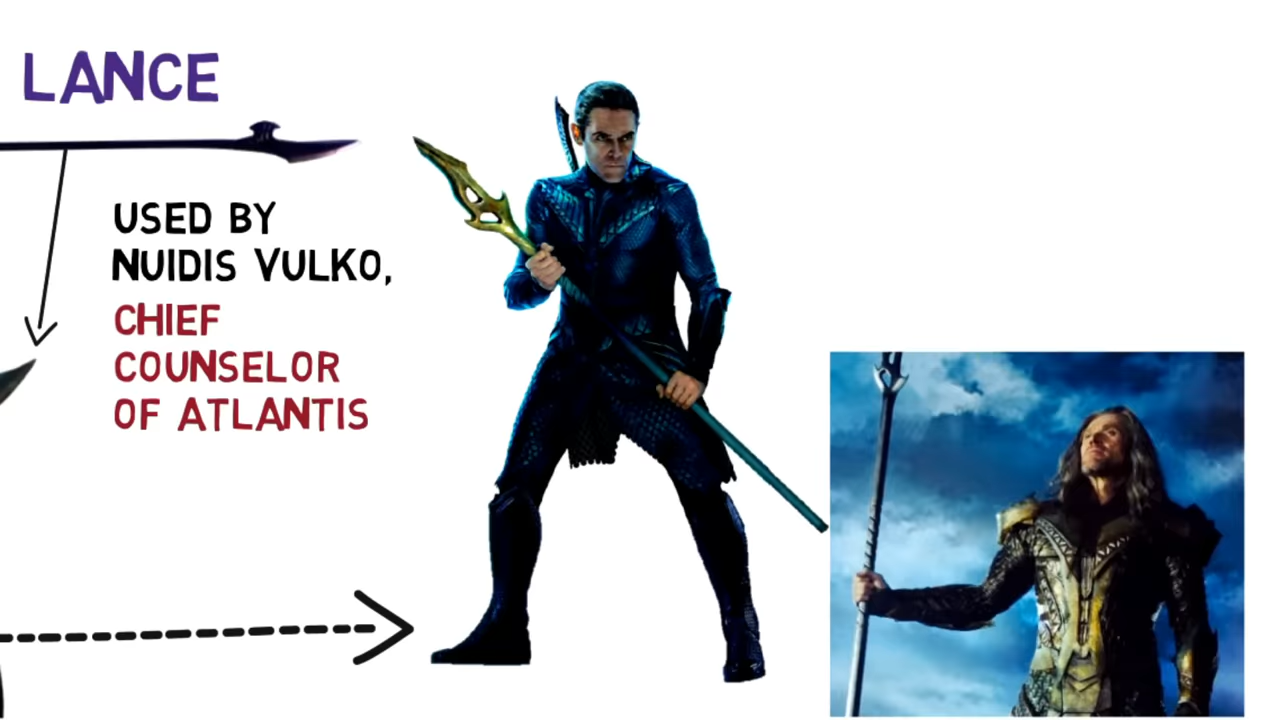 LANCE
USED BY
NUIDIS VULKO,
CHIEF
COUNSELOR
OF ATLANTIS